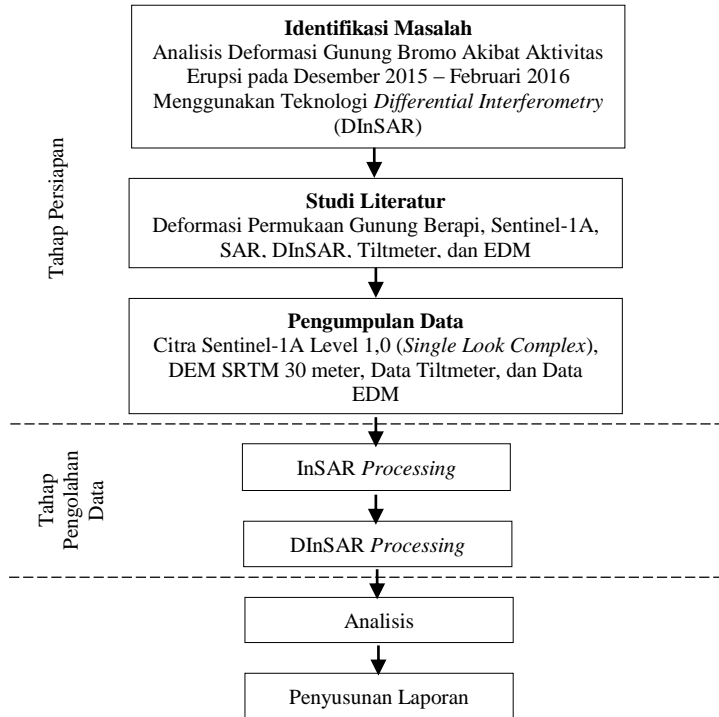 Identifikasi Masalah
Analisis Deformasi Gunung Bromo Akibat Aktivitas
Erupsi pada Desember 2015 – Februari 2016
Menggunakan Teknologi Differential Interferometry
(DInSAR)
Tahap Persiapan
Studi Literatur
Deformasi Permukaan Gunung Berapi, Sentinel-1A,
SAR, DInSAR, Tiltmeter, dan EDM
Pengumpulan Data
Citra Sentinel-1A Level 1,0 (Single Look Complex),
DEM SRTM 30 meter, Data Tiltmeter, dan Data
EDM
Tahap
Pengolahan
Data
InSAR Processing
DInSAR Processing
Analisis
Penyusunan Laporan